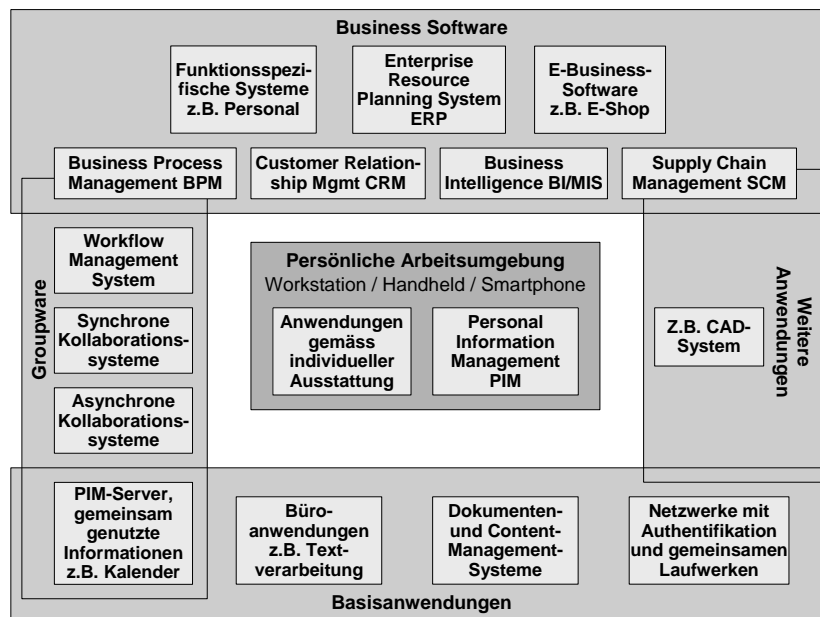 Business Software
Funktionsspezi-
fische Systeme
z.B. Personal
Enterprise
Resource
Planning System
ERP
E-Business-
Software
z.B. E-Shop
Business Process
Management BPM
Customer Relation-
ship Mgmt CRM
Business
Intelligence BI/MIS
Supply Chain
Management SCM
Groupware
Workflow
Management
System
Synchrone
Kollaborations-
systeme
Asynchrone
Kollaborations-
systeme
Persönliche Arbeitsumgebung
Workstation / Handheld / Smartphone
Anwendungen
gemäss
individueller
Ausstattung
Personal
Information
Management
PIM
Z.B. CAD-
System
Weitere
Anwendungen
PIM-Server,
gemeinsam
genutzte
Informationen
z.B. Kalender
Büro-
anwendungen
z.B. Text-
verarbeitung
Dokumenten-
und Content-
Management-
Systeme
Netzwerke mit
Authentifikation
und gemeinsamen
Laufwerken
Basisanwendungen